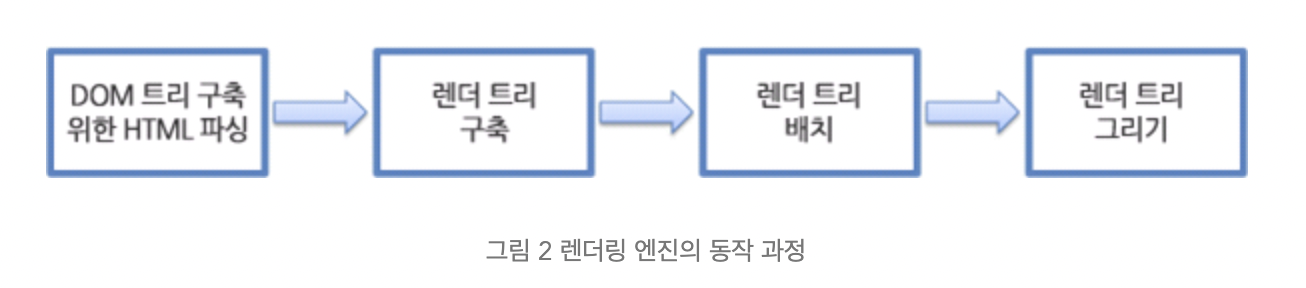 DOM 트리 구축
위한 HTML 파싱
렌더 트리
구축
렌더 트리
배치
렌더 트리
그리기
그림 2 렌더링 엔진의 동작 과정